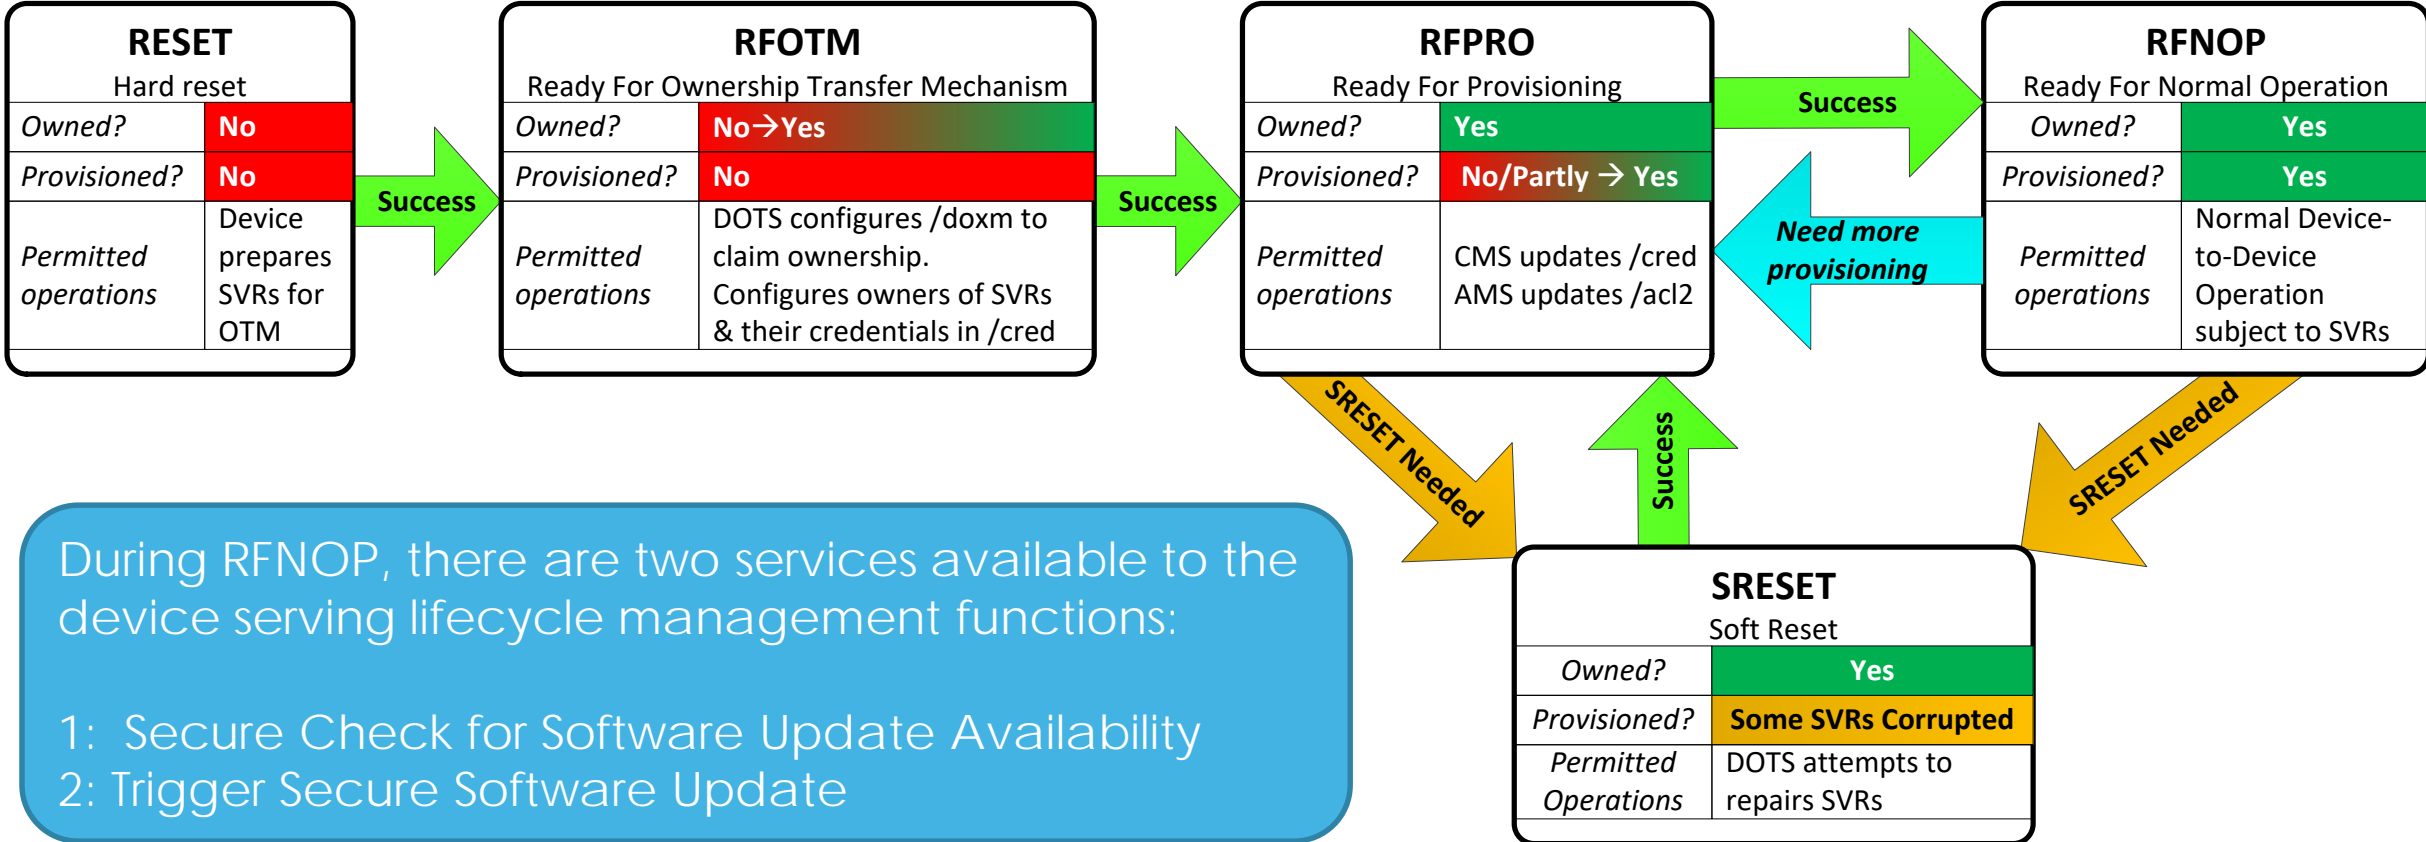 RESET
Hard reset
Owned? No
Provisioned? No
Permitted
operations
Device
prepares
SVRs for
OTM
Success
RFOTM
Ready For Ownership Transfer Mechanism
Owned? No→Yes
Provisioned? No
Permitted
operations
DOTS configures /doxm to
claim ownership.
Configures owners of SVRs
& their credentials in /cred
Success
RFPRO
Ready For Provisioning
Owned? Yes
Provisioned? No/Partly → Yes
Permitted
operations
CMS updates /cred
AMS updates /acl2
Success
Need more
provisioning
RFNOP
Ready For Normal Operation
Owned? Yes
Provisioned? Yes
Permitted
operations
Normal Device-
to-Device
Operation
subject to SVRs
SRESET Needed
Success
SRESET Needed
SRESET
Soft Reset
Owned? Yes
Provisioned? Some SVRs Corrupted
Permitted
Operations
DOTS attempts to
repairs SVRs
During RFNOP, there are two services available to the
device serving lifecycle management functions:
1: Secure Check for Software Update Availability
2: Trigger Secure Software Update